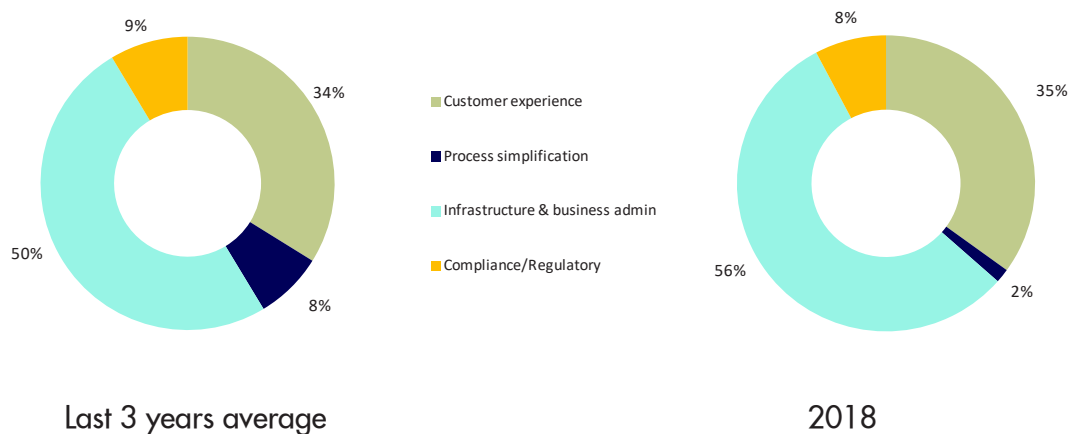 9%
34%
50%
8%
Customer experience
Process simplification
Infrastructure & business admin
Compliance/Regulatory
8%
35%
56%
2%
Last 3 years average
2018